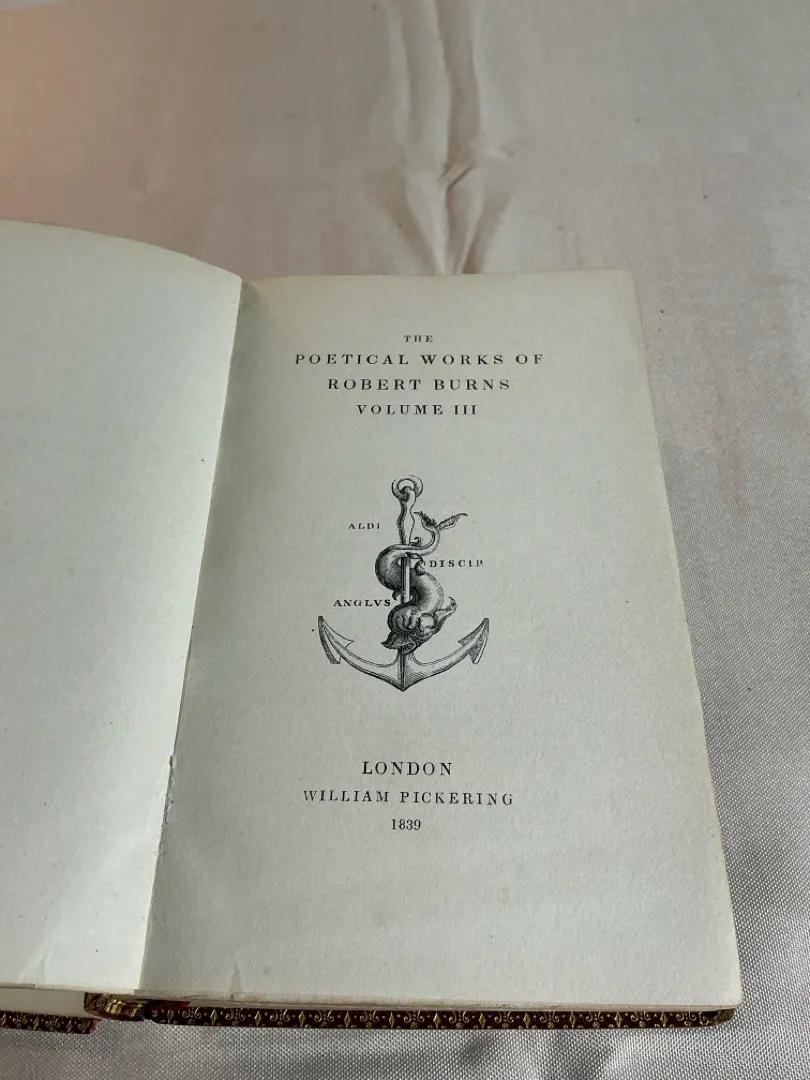 THE
POETICAL WORKS OF
ROBERT BURNS
VOLUME III
ALDI
DISCIP.
ANGLVS
LONDON
WILLIAM PICKERING
1839